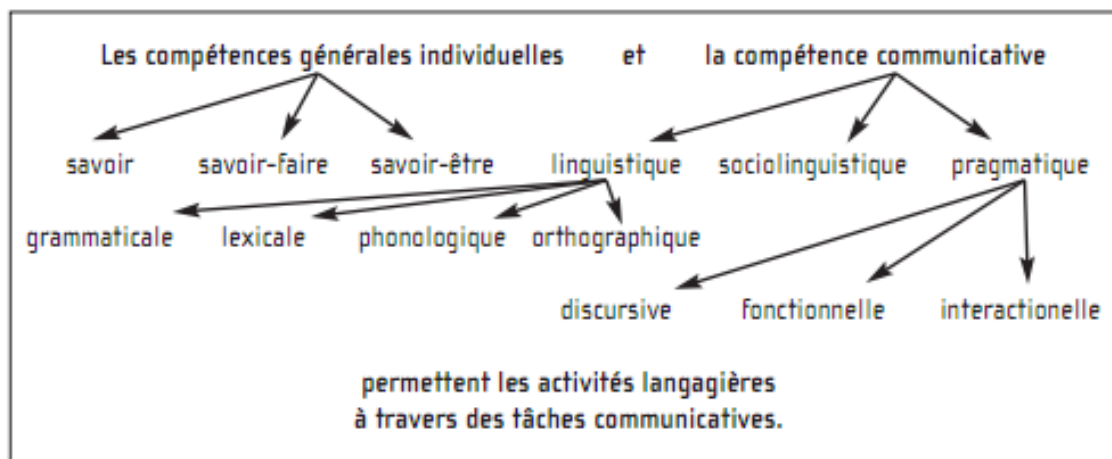 Les compétences générales individuelles et la compétence communicative
savoir savoir-faire savoir-être linguistique sociolinguistique pragmatique
grammaticale lexicale phonologique orthographique
discursive fonctionnelle interactionelle
permettent les activités langagières
à travers des tâches communicatives.